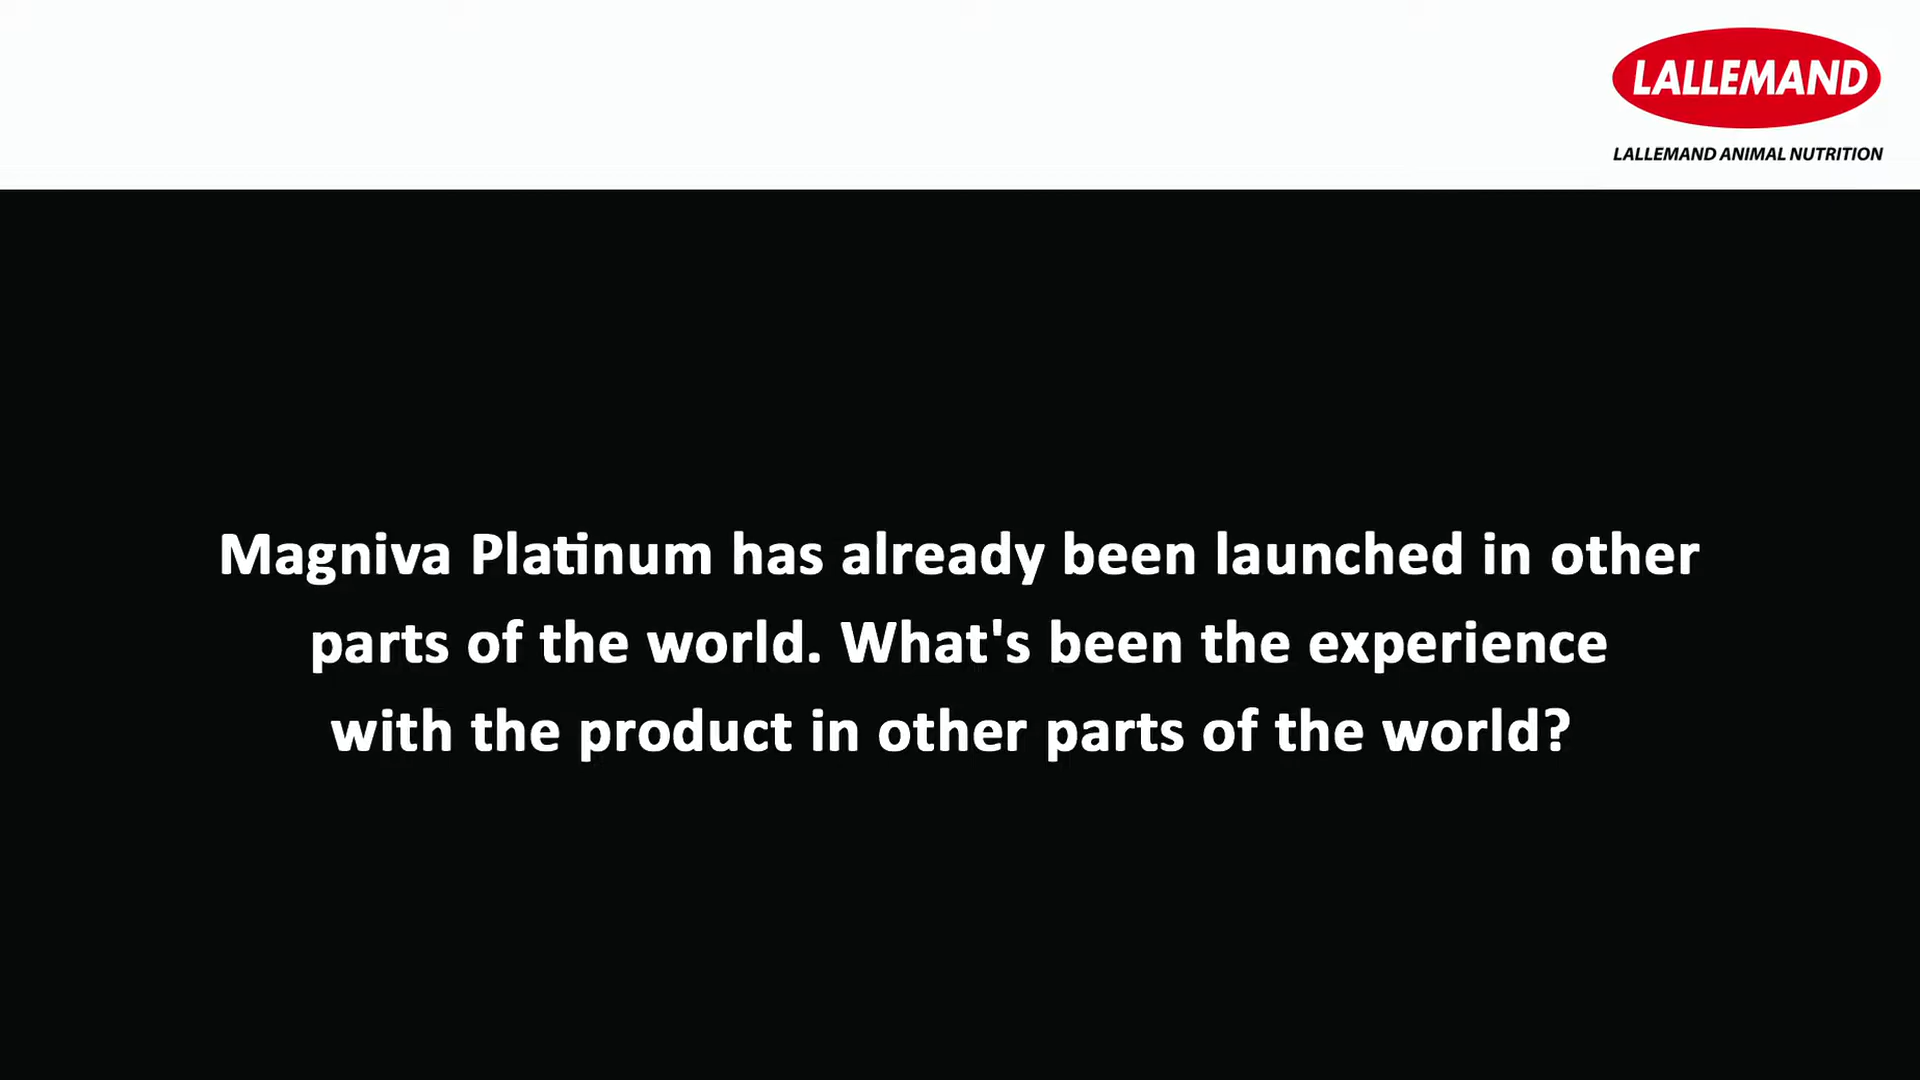 LALLEMAND
LALLEMAND ANIMAL NUTRITION
Magniva Platinum has already been launched in other
parts of the world. What's been the experience
with the product in other parts of the world?